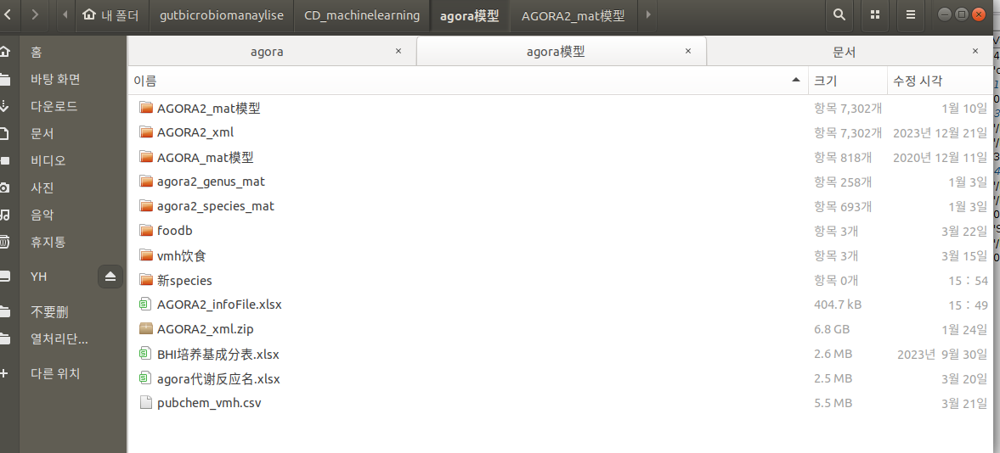 내 폴더 gutbicrobiomanaylise CD_machinelearning agora模型 AGORA2_mat模型
agora × agora模型 × 문서 ×
이름 크기 수정 시각
홈
바탕 화면
다운로드
문서
비디오
사진
음악
휴지통
YH
不要删
열처리단...
다른 위치
AGORA2_mat模型 항목 7,302개 1월 10일
AGORA2_xml 항목 7,302개 2023년 12월 21일
AGORA_mat模型 항목 818개 2020년 12월 11일
agora2_genus_mat 항목 258개 1월 3일
agora2_species_mat 항목 693개 1월 3일
foodb 항목 3개 3월 22일
vmh饮食 항목 3개 3월 15일
新species 항목 0개 15：54
AGORA2_infoFile.xlsx 404.7 kB 15：49
AGORA2_xml.zip 6.8 GB 1월 24일
BHI培养基成分表.xlsx 2.6 MB 2023년 9월 30일
agora代谢反应名.xlsx 2.5 MB 3월 20일
pubchem_vmh.csv 5.5 MB 3월 21일